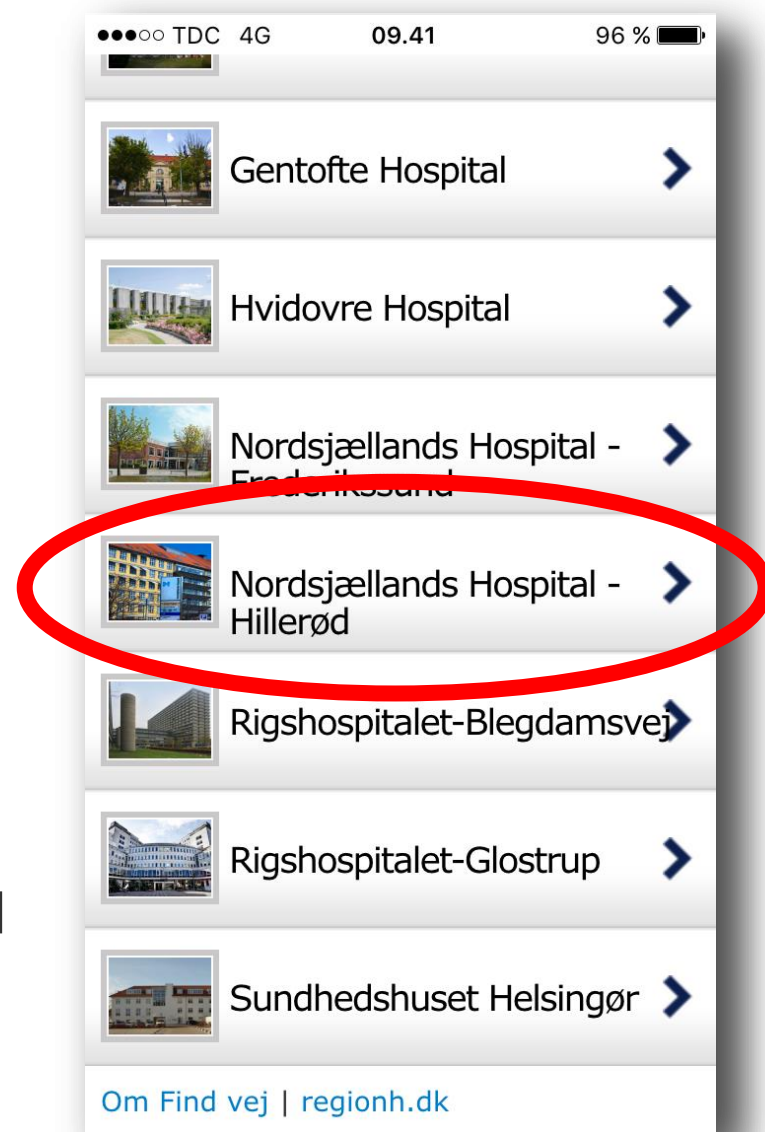 TDC 4G 09.41 96 %
Gentofte Hospital
Hvidovre Hospital
Nordsjællands Hospital -
Frederikssund
Nordsjællands Hospital -
Hillerød
Rigshospitalet-Blegdamsvej
Rigshospitalet-Glostrup
Sundhedshuset Helsingør
Om Find vej | regionh.dk